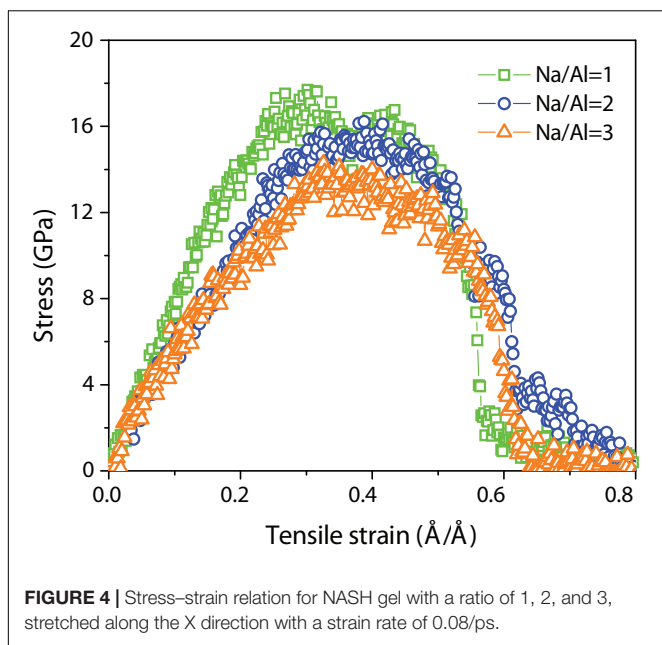 20
16
12
8
4
0
Stress (GPa)
Na/Al=1
Na/Al=2
Na/Al=3
0.0 0.2 0.4 0.6 0.8
Tensile strain (Å/Å)
FIGURE 4 | Stress–strain relation for NASH gel with a ratio of 1, 2, and 3,
stretched along the X direction with a strain rate of 0.08/ps.